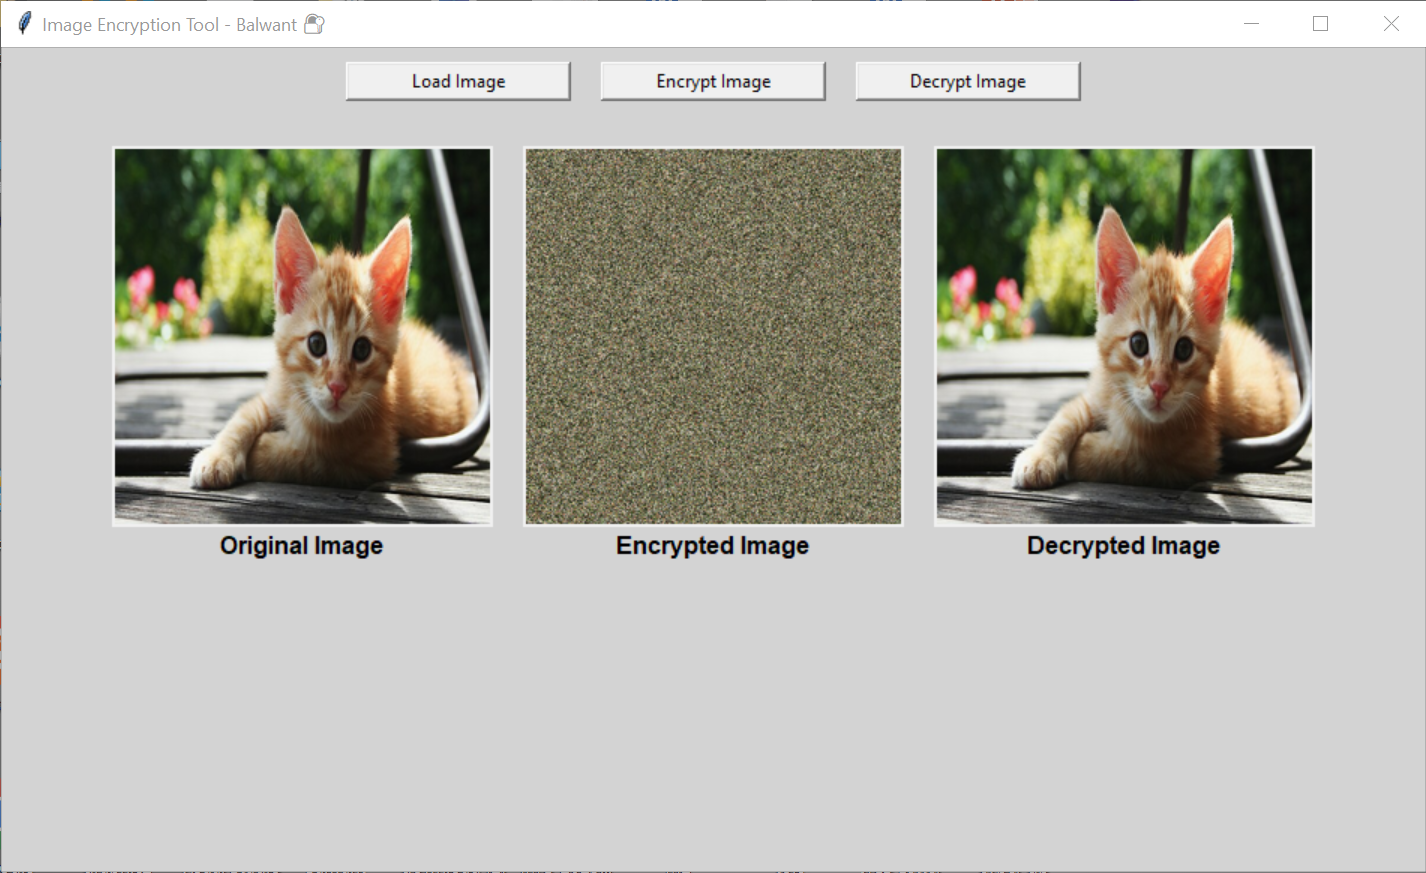 Image Encryption Tool - Balwant 🔐
Load Image
Encrypt Image
Decrypt Image
Original Image
Encrypted Image
Decrypted Image